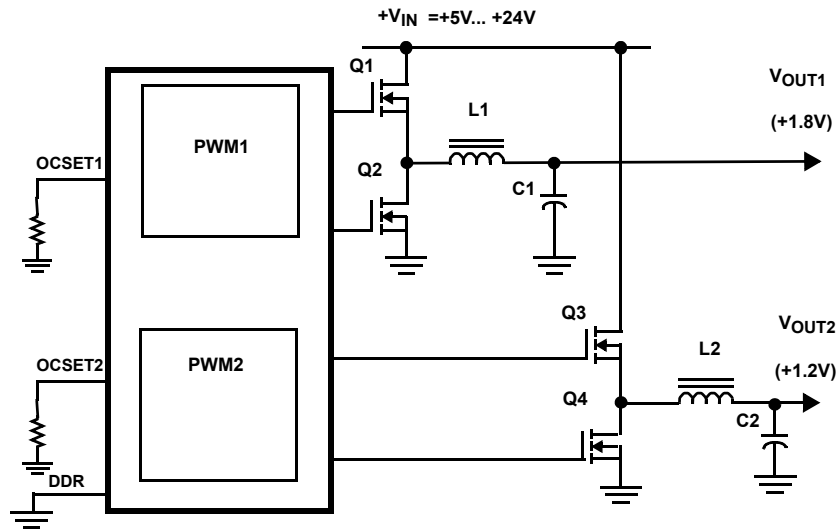 +VIN =+5V... +24V
Q1
VOUT1
L1
(+1.8V)
PWM1
OCSET1
Q2
C1
Q3
VOUT2
L2
OCSET2
PWM2
(+1.2V)
Q4
C2
DDR